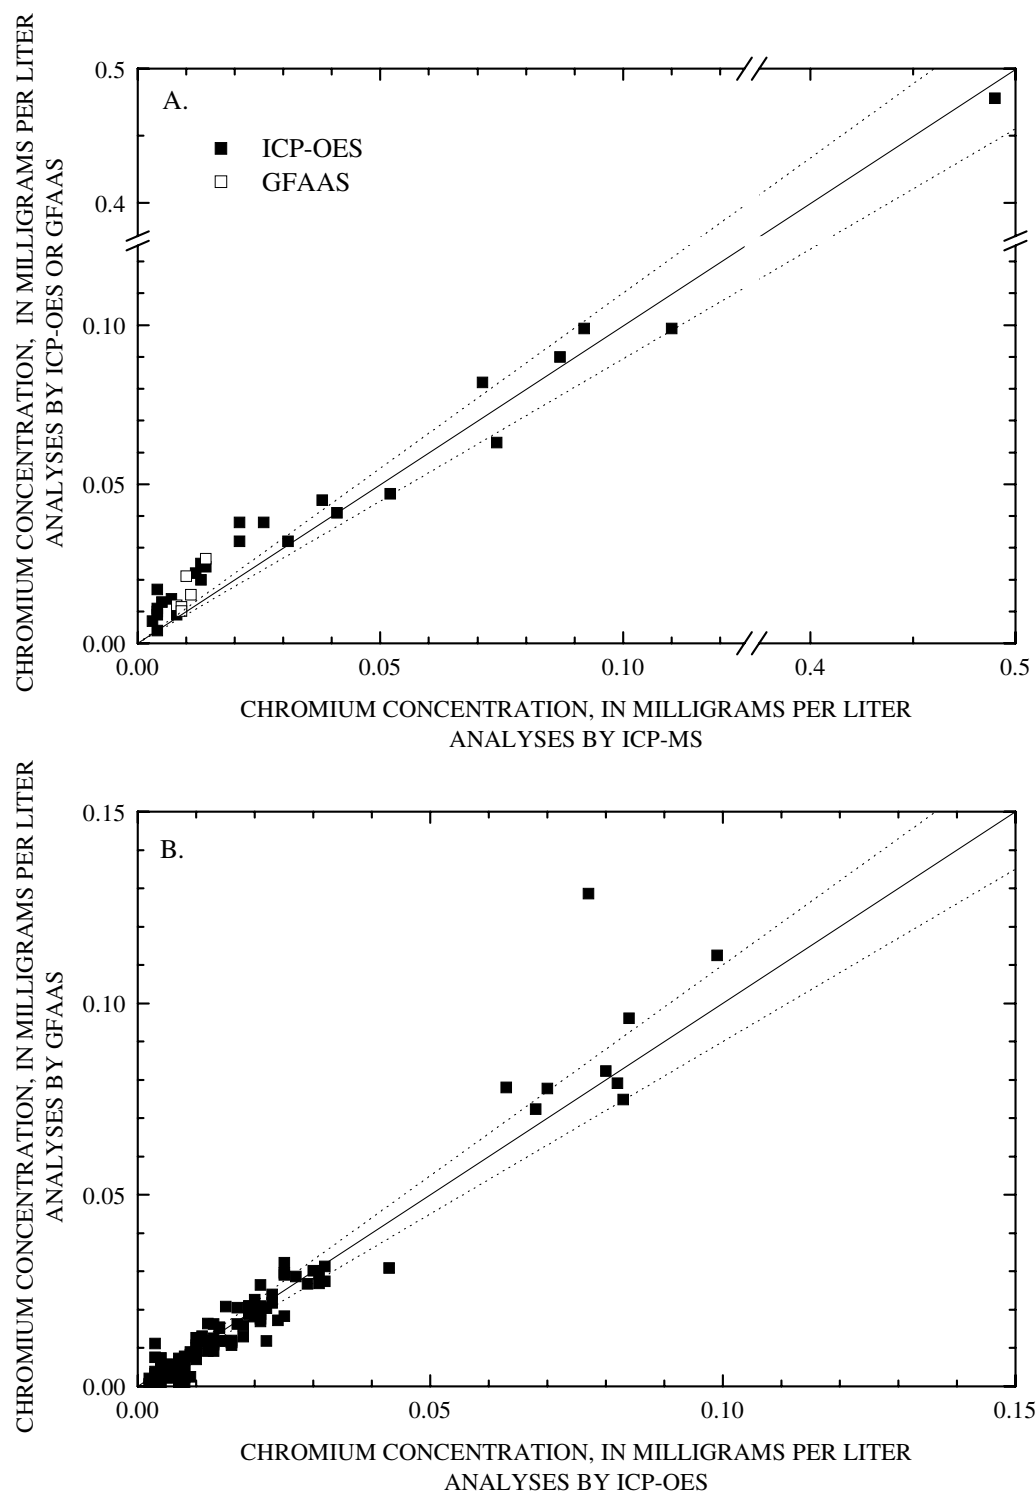 CHROMIUM CONCENTRATION, IN MILLIGRAMS PER LITER
ANALYSES BY ICP-OES OR GFAAS
A.
ICP-OES
GFAAS
0.5
0.4
0.10
0.05
0.00
0.00 0.05 0.10 0.4 0.5
CHROMIUM CONCENTRATION, IN MILLIGRAMS PER LITER
ANALYSES BY ICP-MS
CHROMIUM CONCENTRATION, IN MILLIGRAMS PER LITER
ANALYSES BY GFAAS
B.
0.15
0.10
0.05
0.00
0.00 0.05 0.10 0.15
CHROMIUM CONCENTRATION, IN MILLIGRAMS PER LITER
ANALYSES BY ICP-OES